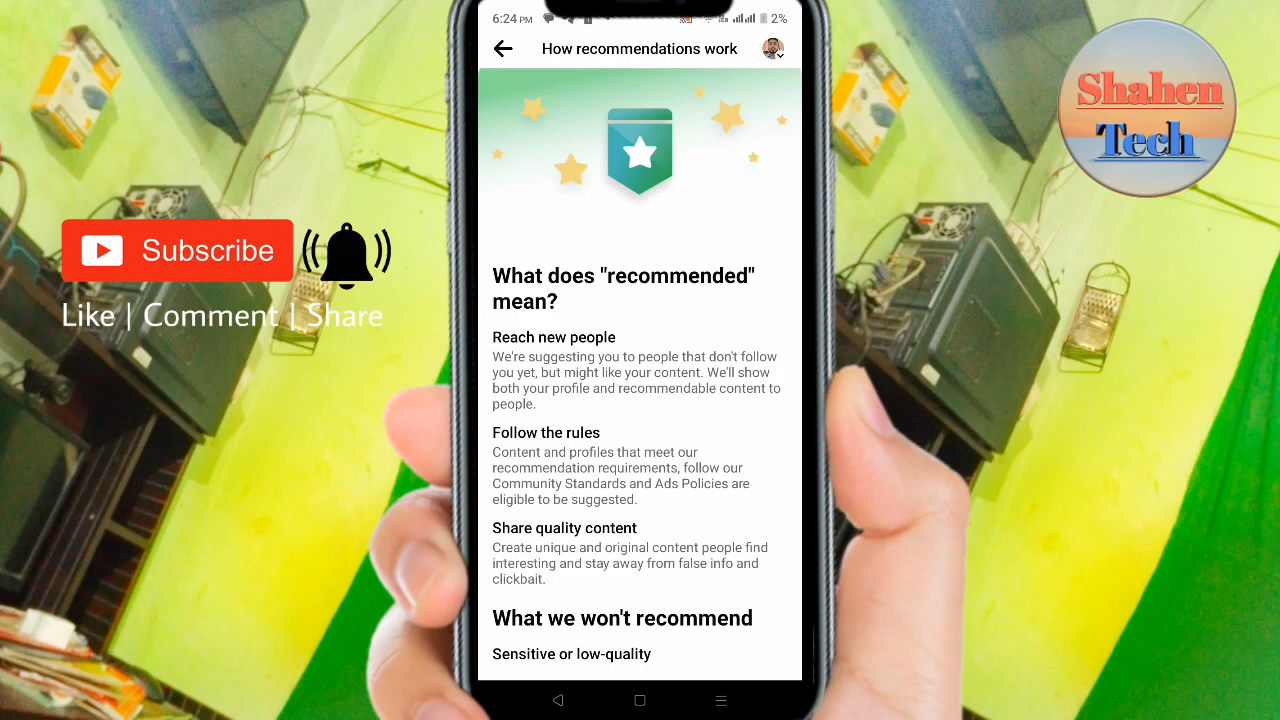 6:24 PM
2%
How recommendations work
Shahen
Tech
Subscribe
Like | Comment | Share
What does "recommended"
mean?
Reach new people
We're suggesting you to people that don't follow
you yet, but might like your content. We'll show
both your profile and recommendable content to
people.
Follow the rules
Content and profiles that meet our
recommendation requirements, follow our
Community Standards and Ads Policies are
eligible to be suggested.
Share quality content
Create unique and original content people find
interesting and stay away from false info and
clickbait.
What we won't recommend
Sensitive or low-quality